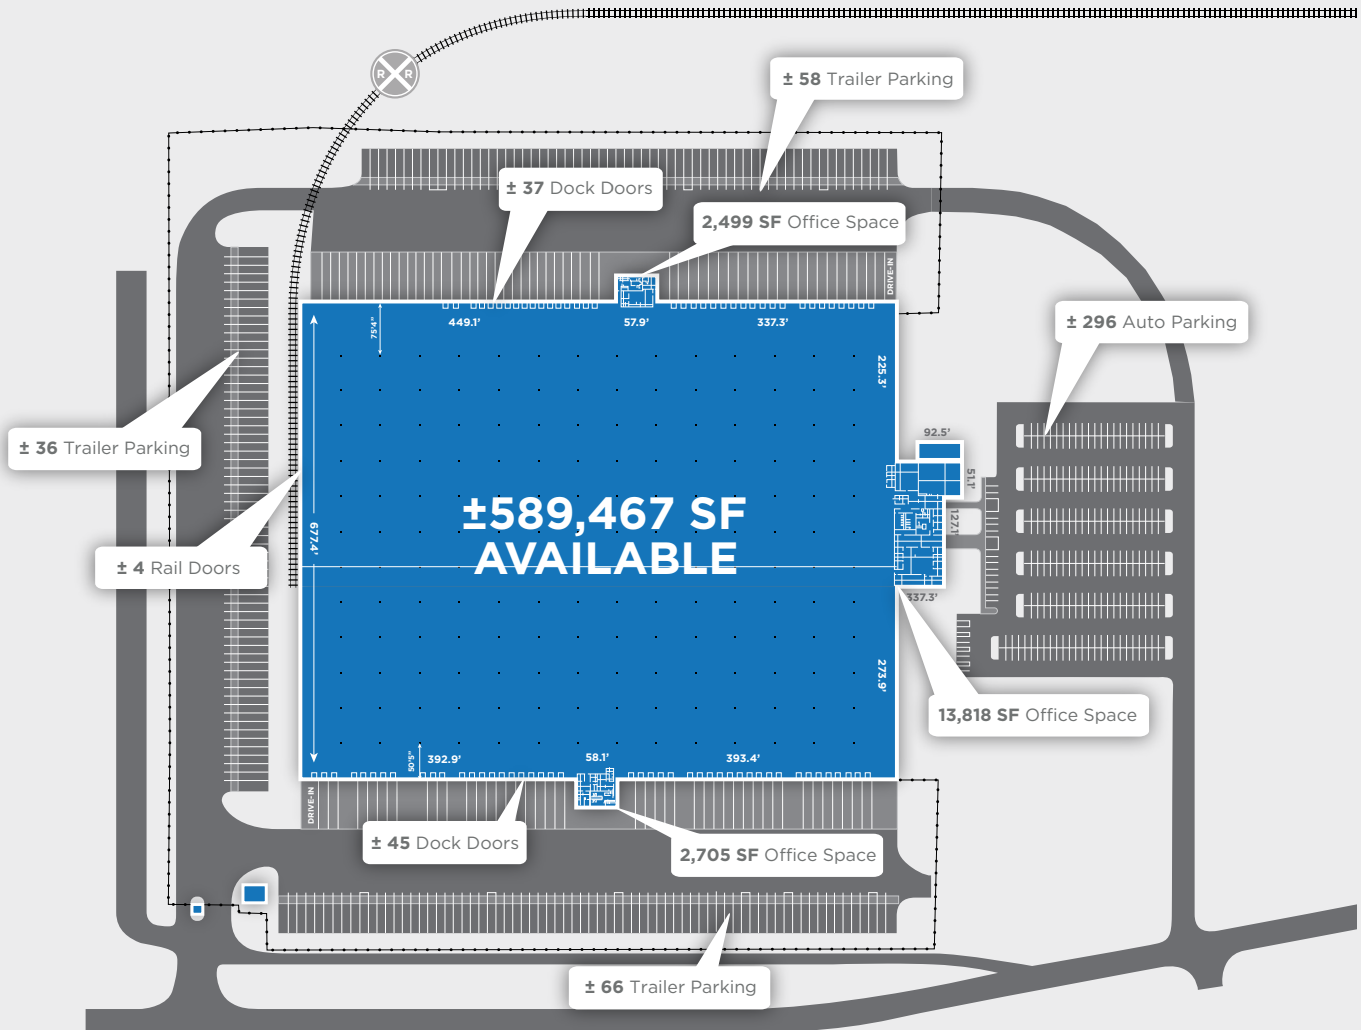 R R
± 58 Trailer Parking
± 37 Dock Doors
2,499 SF Office Space
DRIVE-IN
± 296 Auto Parking
449.1'
57.9'
337.3'
75'4"
225.3'
± 36 Trailer Parking
92.5'
51.1'
127.1'
±589,467 SF
AVAILABLE
677.4'
± 4 Rail Doors
337.3'
273.9'
13,818 SF Office Space
50'5"
392.9'
58.1'
393.4'
DRIVE-IN
± 45 Dock Doors
2,705 SF Office Space
± 66 Trailer Parking